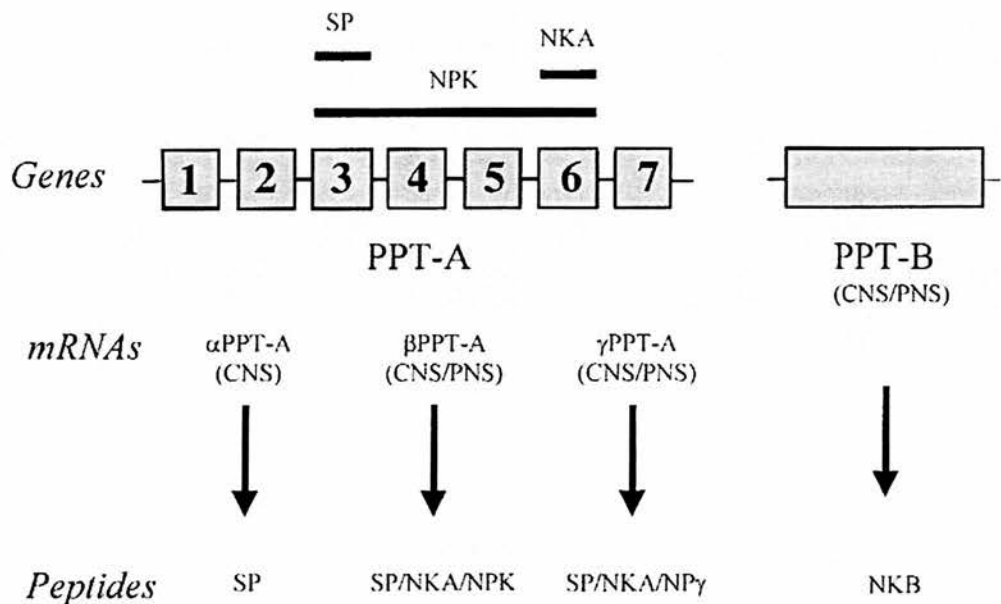 SP
NKA
NPK
Genes
1 2 3 4 5 6 7
PPT-A
PPT-B
(CNS/PNS)
mRNAs
αPPT-A
(CNS)
βPPT-A
(CNS/PNS)
γPPT-A
(CNS/PNS)
Peptides
SP
SP/NKA/NPK
SP/NKA/NPγ
NKB